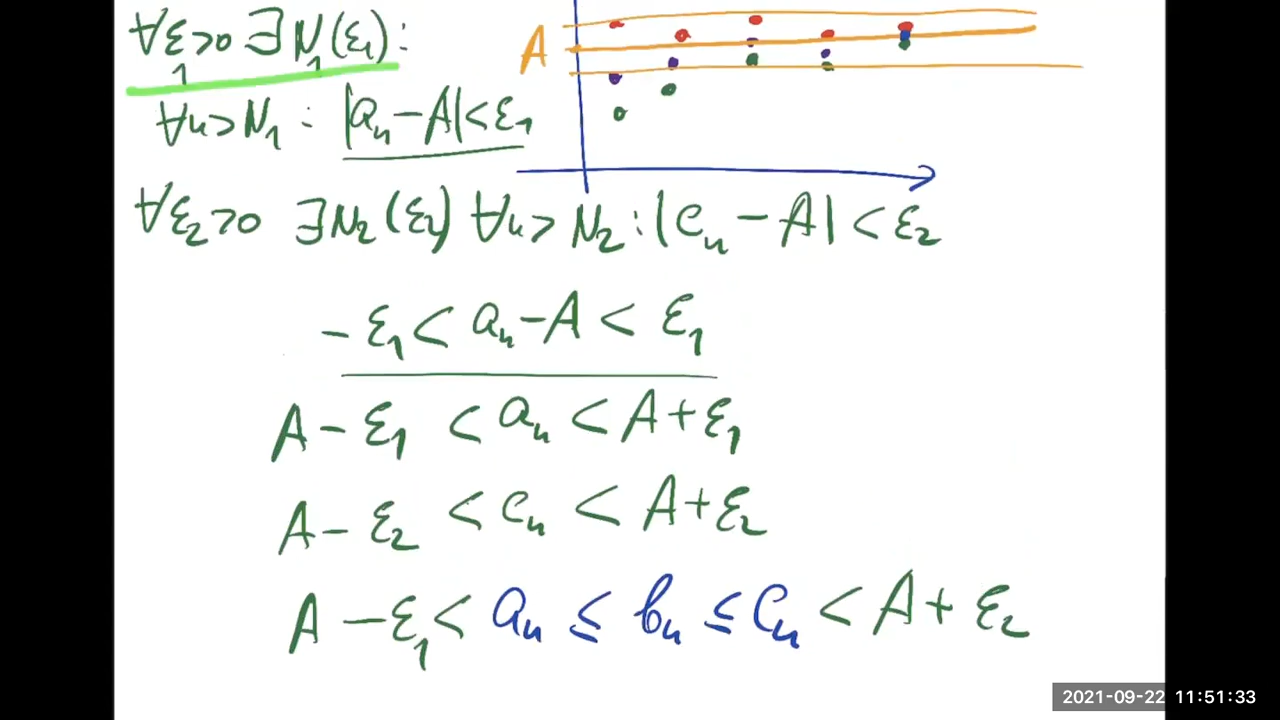 ∀ε₁>0 ∃N₁(ε₁):
A
∀n>N₁ : |aₙ-A|<ε₁
∀ε₂>0 ∃N₂(ε₂) ∀n>N₂:|cₙ-A|<ε₂
-ε₁< aₙ-A< ε₁
A-ε₁ <aₙ<A+ε₁
A-ε₂ <cₙ<A+ε₂
A-ε₁< aₙ≤bₙ≤cₙ<A+ε₂
2021-09-22 11:51:33